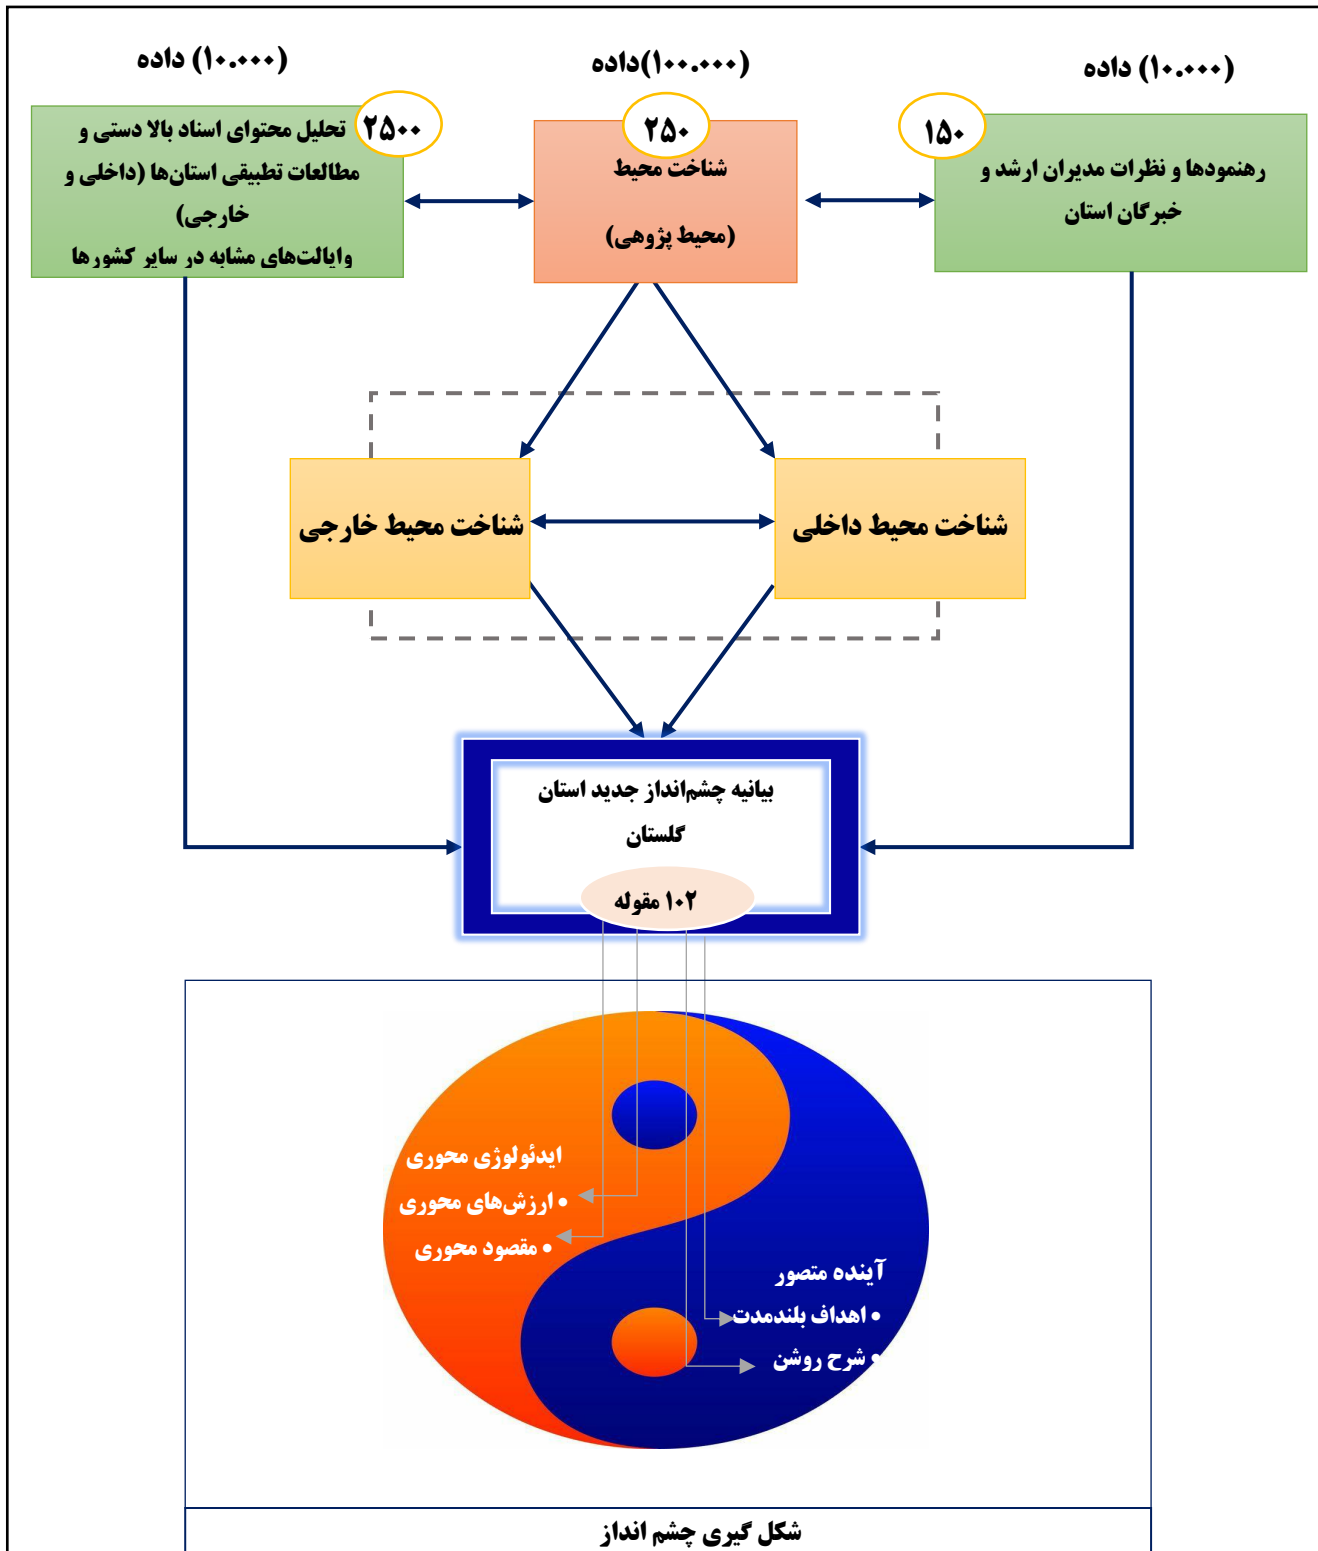 (۱۰.۰۰۰) داده
(۱۰۰.۰۰۰)داده
(۱۰.۰۰۰) داده
۱۵۰
رهنمودها و نظرات مدیران ارشد و
خبرگان استان
۲۵۰
شناخت محیط
(محیط پژوهی)
۲۵۰۰
تحلیل محتوای اسناد بالا دستی و
مطالعات تطبیقی استان‌ها (داخلی و
خارجی)
وایالت‌های مشابه در سایر کشورها
شناخت محیط داخلی
شناخت محیط خارجی
بیانیه چشم‌انداز جدید استان
گلستان
۱۰۲ مقوله
ایدئولوژی محوری
• ارزش‌های محوری
• مقصود محوری
آینده متصور
• اهداف بلندمدت
• شرح روشن
شکل گیری چشم انداز